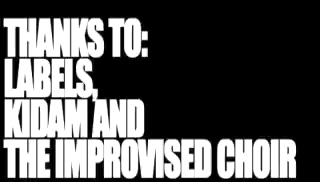 THANKS TO:
LABELS,
KIDAM AND
THE IMPROVISED CHOIR